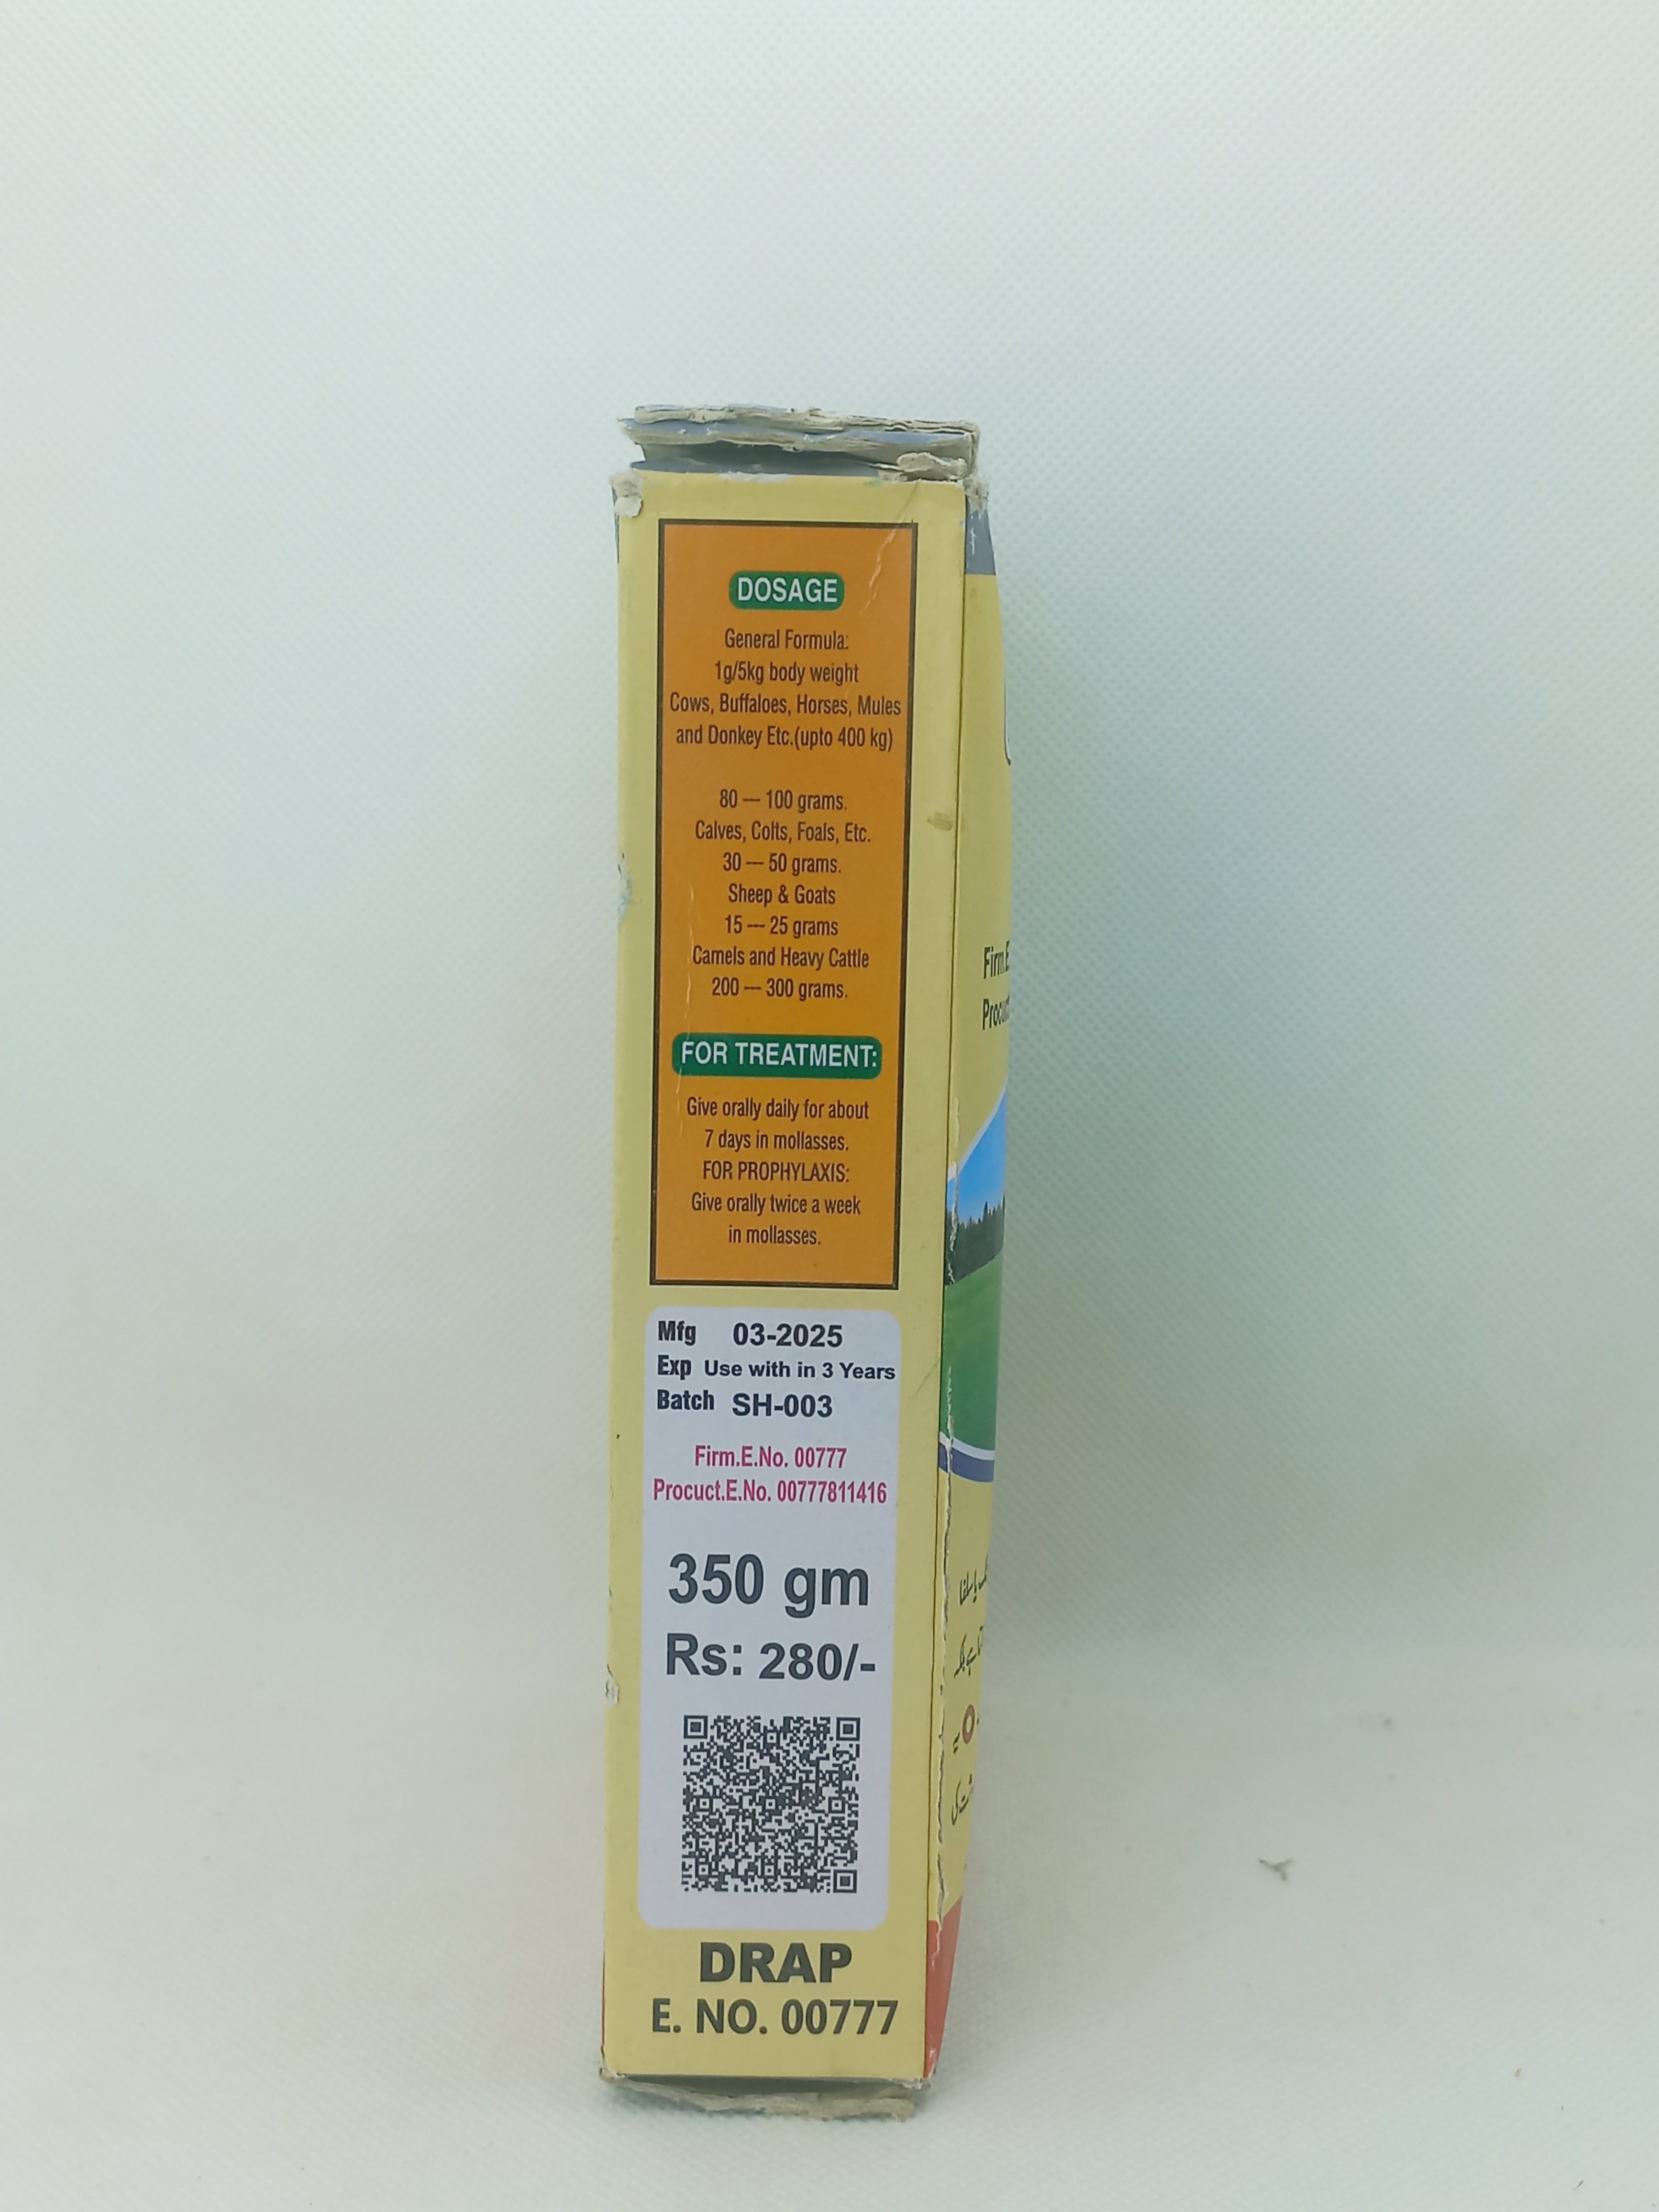 DOSAGE
General Formula:
1g/5kg body weight
Cows, Buffaloes, Horses, Mules
and Donkey Etc.(upto 400 kg)
80 — 100 grams.
Calves, Colts, Foals, Etc.
30 — 50 grams.
Sheep & Goats
15 — 25 grams
Camels and Heavy Cattle
200 — 300 grams.
FOR TREATMENT:
Give orally daily for about
7 days in mollasses.
FOR PROPHYLAXIS:
Give orally twice a week
in mollasses.
Mfg 03-2025
Exp Use with in 3 Years
Batch SH-003
Firm.E.No. 00777
Procuct.E.No. 00777811416
350 gm
Rs: 280/-
DRAP
E. NO. 00777
Firm.E